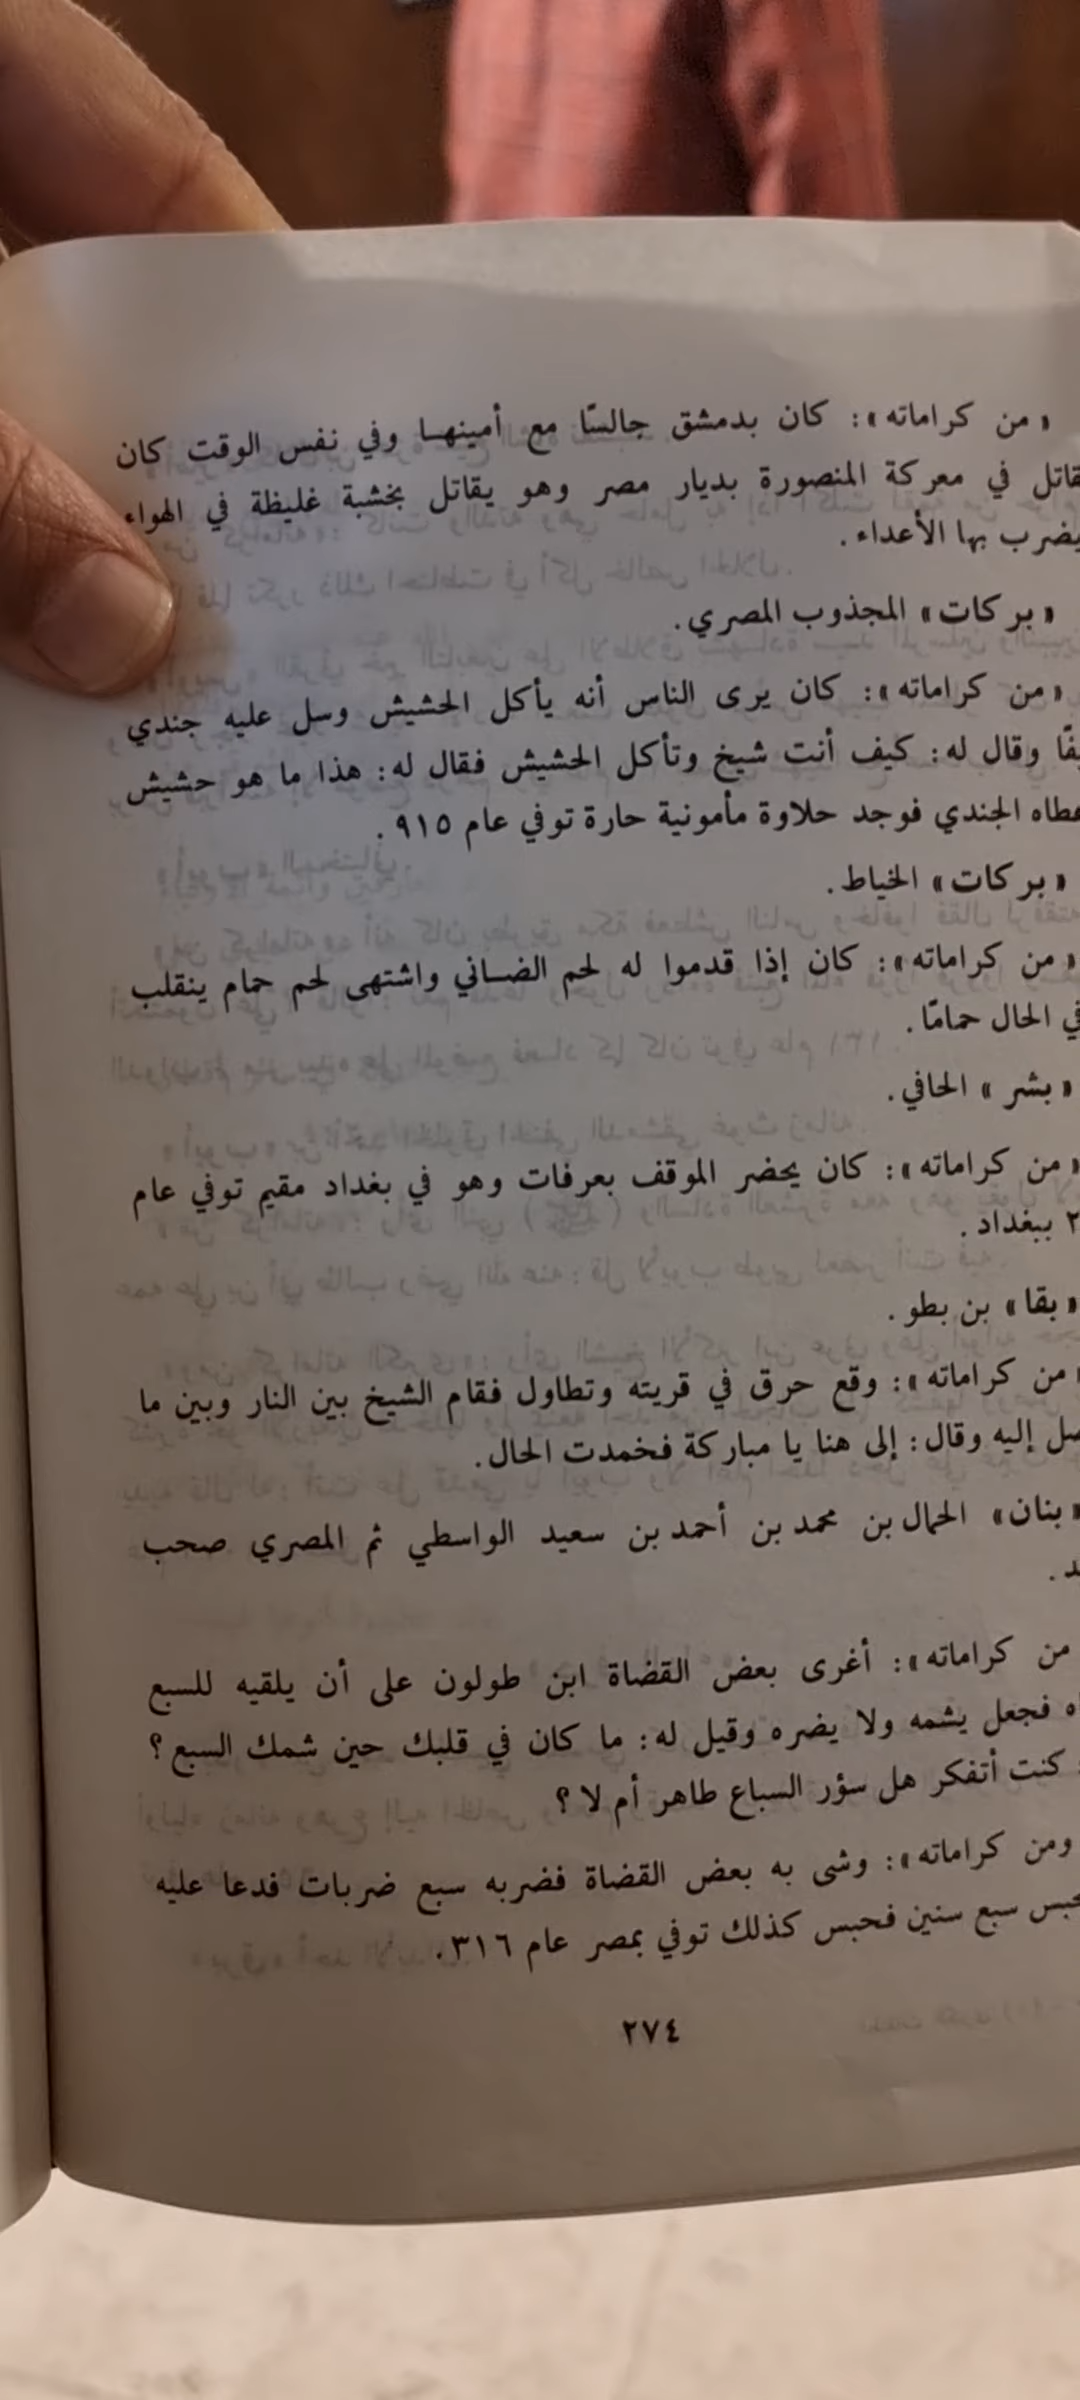 «من كراماته»: كان بدمشق جالسًا مع أمينها وفي نفس الوقت كان
قاتل في معركة المنصورة بديار مصر وهو يقاتل بخشبة غليظة في الهواء
يضرب بها الأعداء.
«بركات» المجذوب المصري.
«من كراماته»: كان يرى الناس أنه يأكل الحشيش وسل عليه جندي
يفًا وقال له: كيف أنت شيخ وتأكل الحشيش فقال له: هذا ما هو حشيش
عطاه الجندي فوجد حلاوة مأمونية حارة توفي عام ٩١٥.
«بركات» الخياط.
«من كراماته»: كان إذا قدموا له لحم الضاني واشتهى لحم حمام ينقلب
في الحال حمامًا.
«بشر» الحافي.
«من كراماته»: كان يحضر الموقف بعرفات وهو في بغداد مقيم توفي عام
٢ ببغداد.
«بقا» بن بطو.
«من كراماته»: وقع حرق في قريته وتطاول فقام الشيخ بين النار وبين ما
صل إليه وقال: إلى هنا يا مباركة فخمدت الحال.
«بنان» الحمال بن محمد بن أحمد بن سعيد الواسطي ثم المصري صحب
د.
من كراماته»: أغرى بعض القضاة ابن طولون على أن يلقيه للسبع
اه فجعل يشمه ولا يضره وقيل له: ما كان في قلبك حين شمك السبع؟
: كنت أتفكر هل سؤر السباع طاهر أم لا؟
ومن كراماته»: وشى به بعض القضاة فضربه سبع ضربات فدعا عليه
حبس سبع سنين فحبس كذلك توفي بمصر عام ٣١٦.
٢٧٤